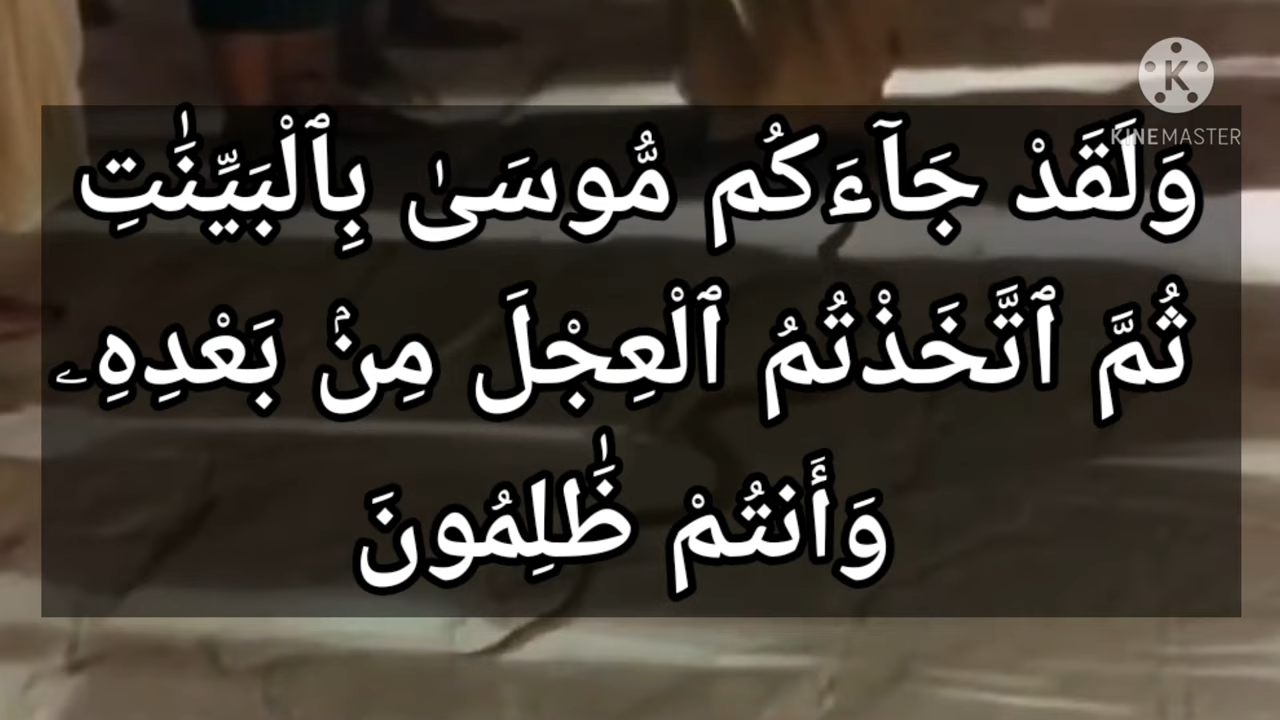 KINEMASTER
وَلَقَدْ جَآءَكُم مُّوسَىٰ بِٱلْبَيِّنَٰتِ
ثُمَّ ٱتَّخَذْتُمُ ٱلْعِجْلَ مِنۢ بَعْدِهِۦ
وَأَنتُمْ ظَٰلِمُونَ